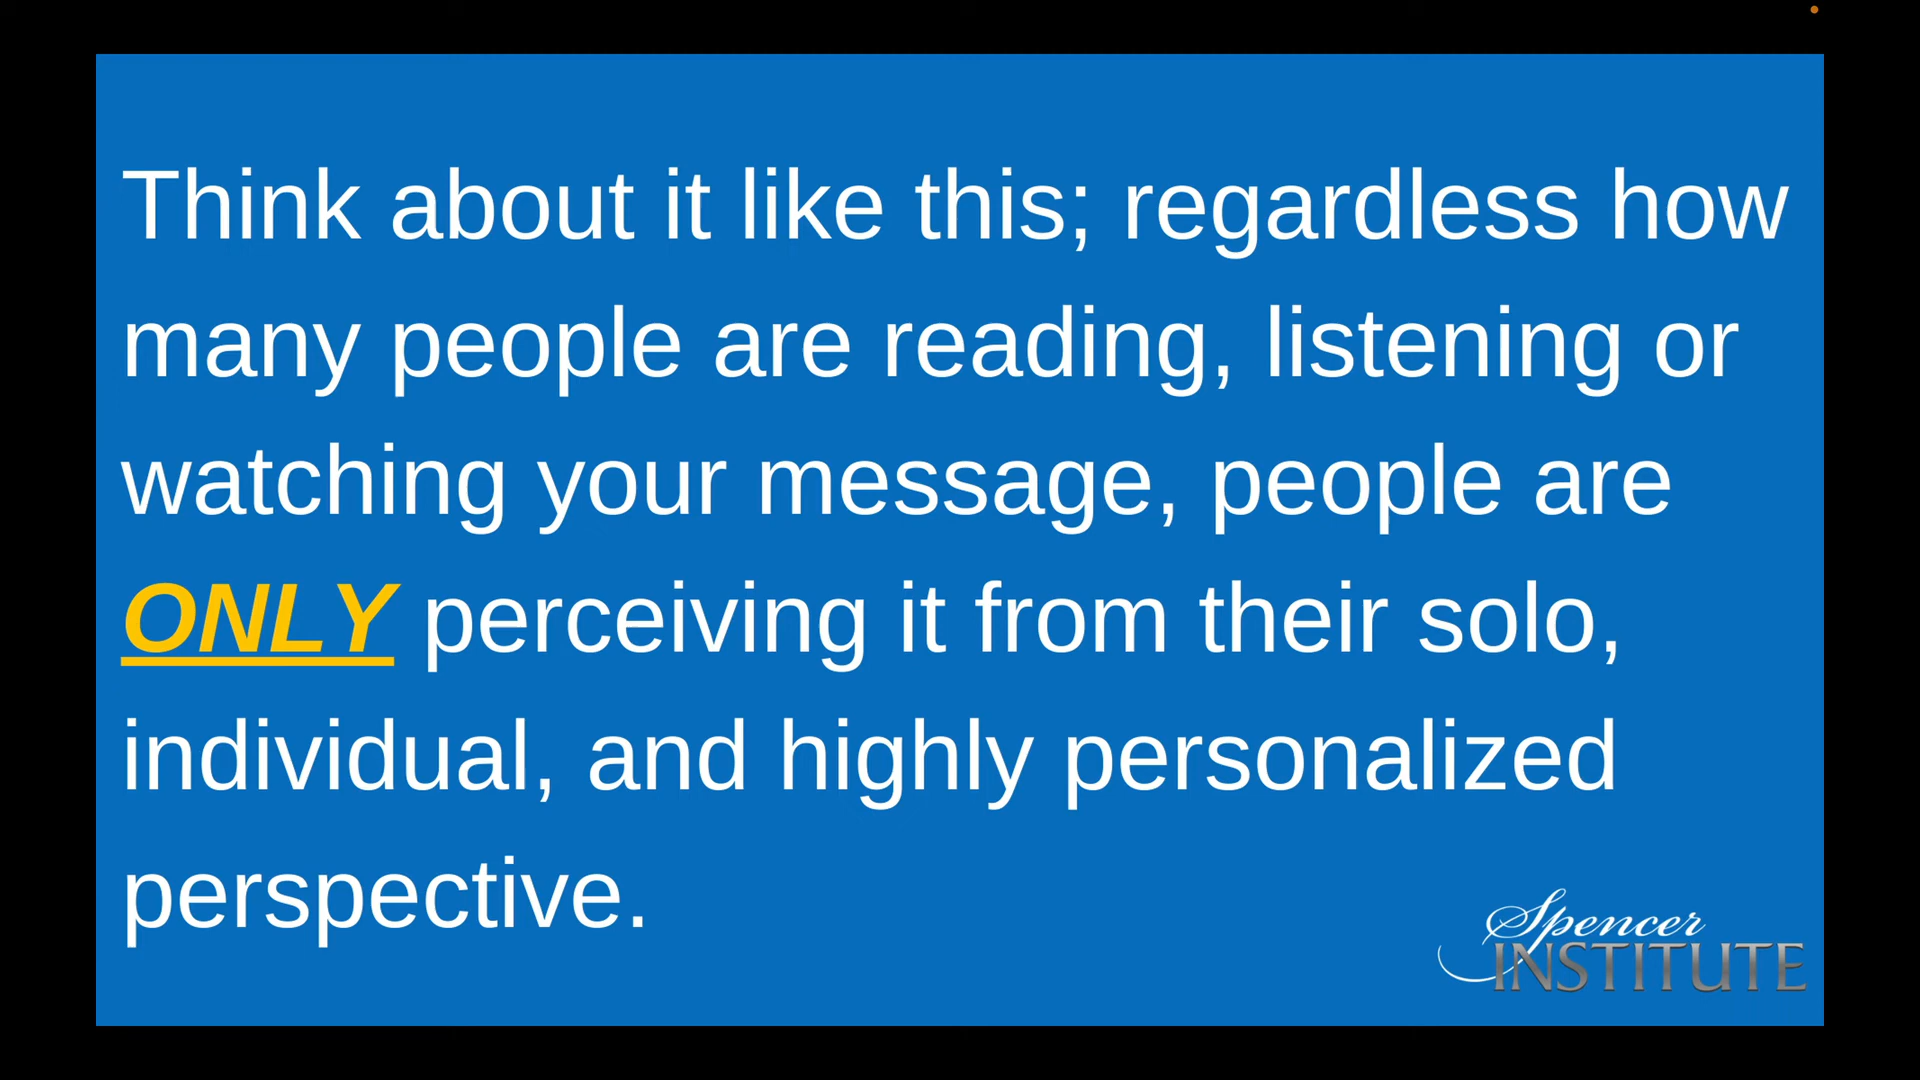 Think about it like this; regardless how
many people are reading, listening or
watching your message, people are
ONLY perceiving it from their solo,
individual, and highly personalized
perspective.
Spencer
INSTITUTE